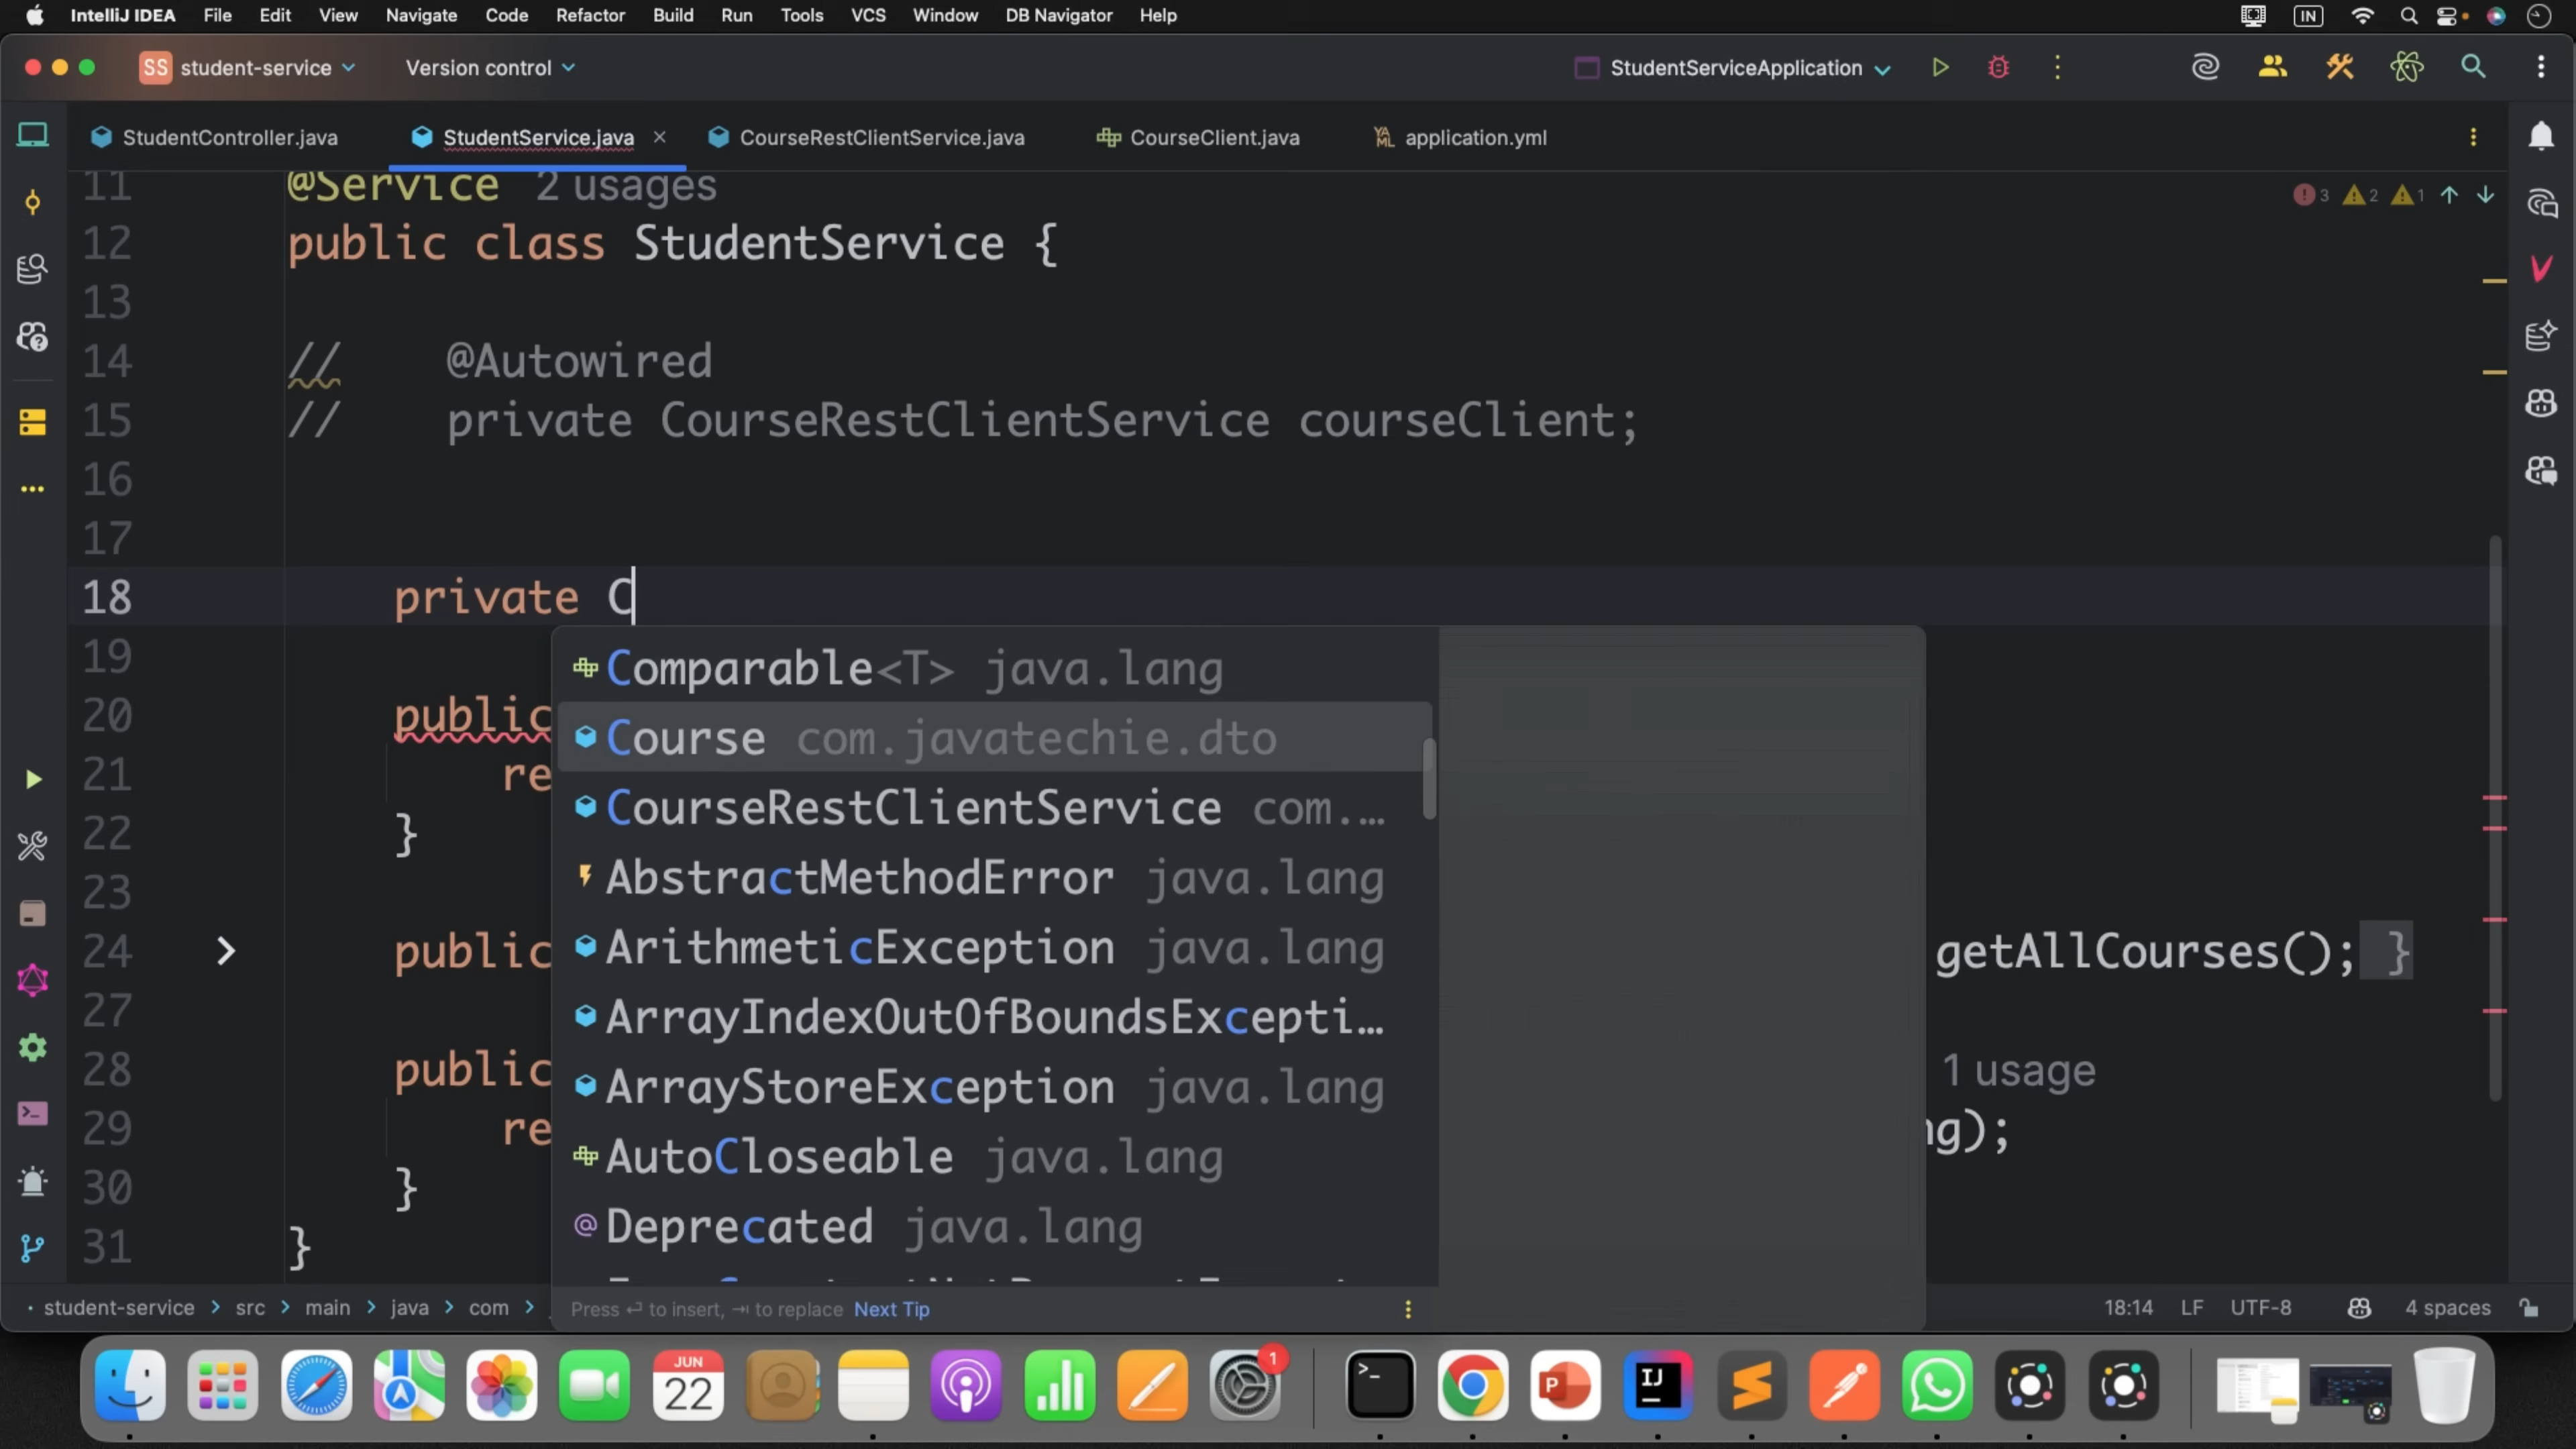 IntelliJ IDEA File Edit View Navigate Code Refactor Build Run Tools VCS Window DB Navigator Help IN
SS student-service Version control StudentServiceApplication
StudentController.java StudentService.java CourseRestClientService.java CourseClient.java application.yml
11 @Service 2 usages 3 2 1
12 public class StudentService {
13
14 // @Autowired
15 // private CourseRestClientService courseClient;
16
17
18 private C
19 Comparable<T> java.lang
20 public Course com.javatechie.dto
21 re CourseRestClientService com.…
22 } AbstractMethodError java.lang
23 ArithmeticException java.lang
24 public getAllCourses(); }
27 ArrayIndexOutOfBoundsExcepti…
28 public ArrayStoreException java.lang 1 usage
29 re AutoCloseable java.lang ng);
30 } Deprecated java.lang
31 }
student-service > src > main > java > com > Press ⏎ to insert, ⇥ to replace Next Tip 18:14 LF UTF-8 4 spaces
JUN
22
1
P
IJ